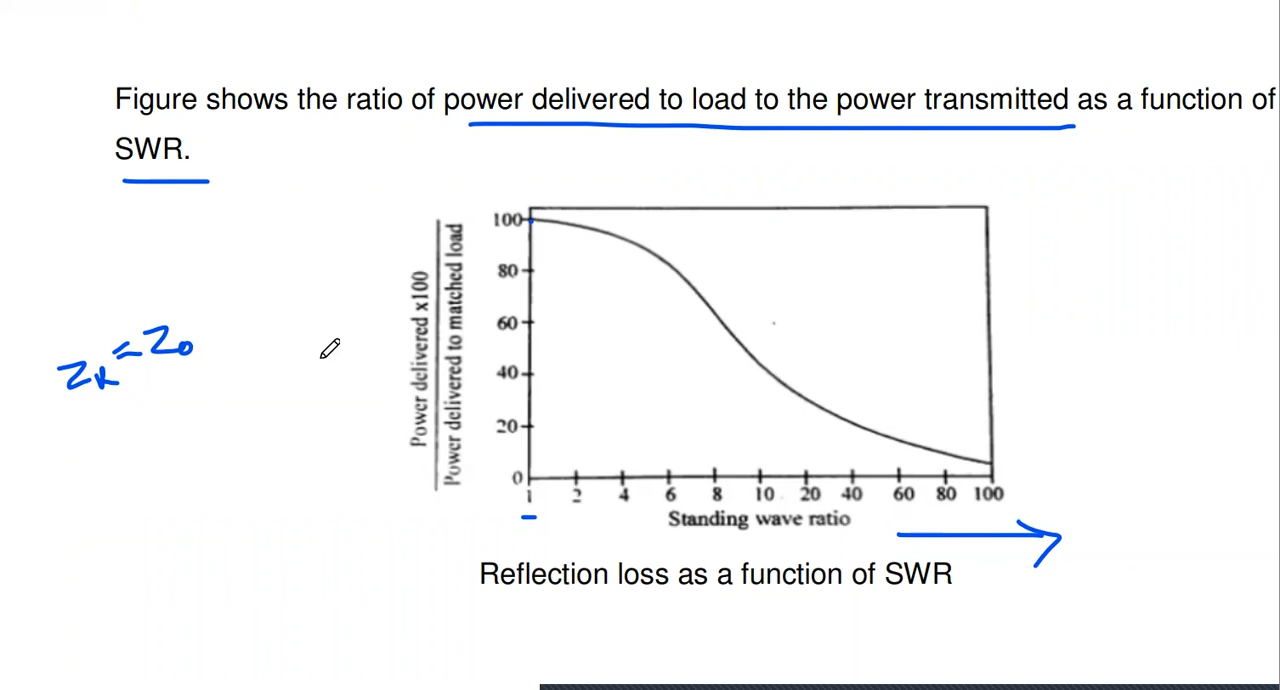 Figure shows the ratio of power delivered to load to the power transmitted as a function of
SWR.
Power delivered x100
Power delivered to matched load
100
80
60
40
20
0
1 2 4 6 8 10 20 40 60 80 100
Standing wave ratio
Reflection loss as a function of SWR
ZR = Z0